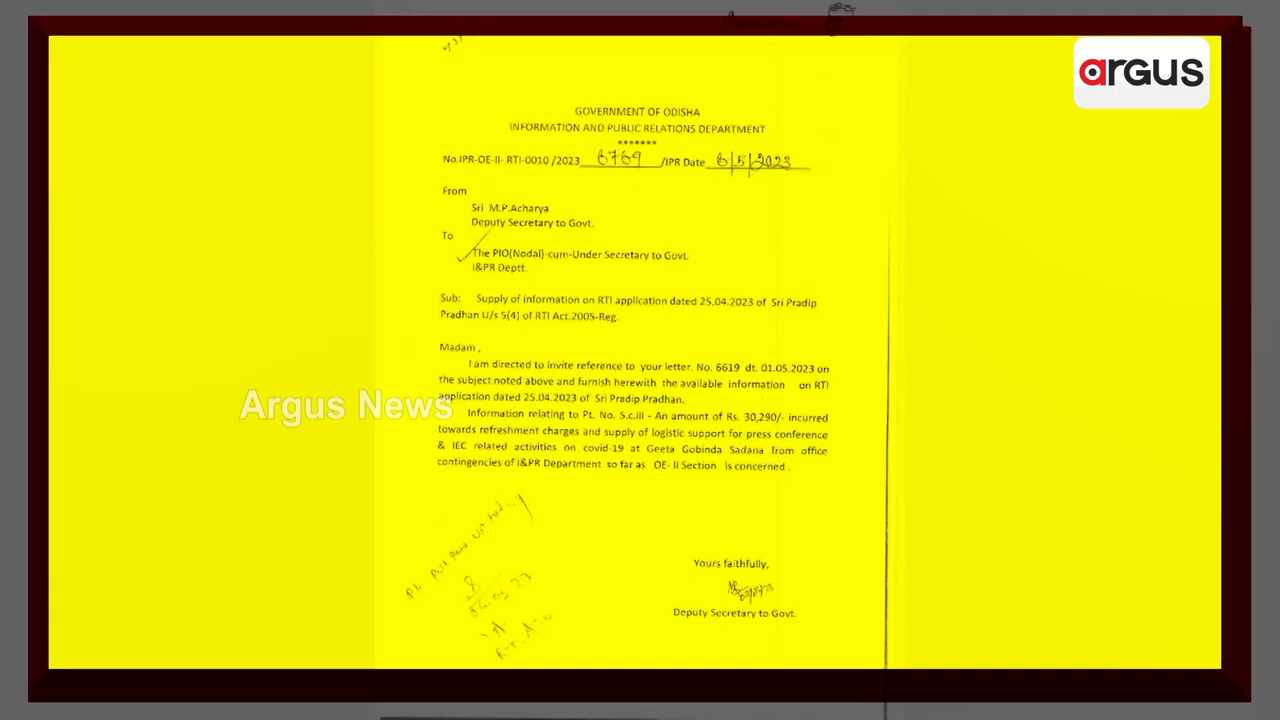 argus
GOVERNMENT OF ODISHA
INFORMATION AND PUBLIC RELATIONS DEPARTMENT
*******
No.IPR-OE-II- RTI-0010 /2023 6769 /IPR Date 6/5/2023
From
Sri M.P.Acharya
Deputy Secretary to Govt.
To
The PIO(Nodal)-cum-Under Secretary to Govt.
I&PR Deptt.
Sub: Supply of information on RTI application dated 25.04.2023 of Sri Pradip
Pradhan U/s 5(4) of RTI Act.2005-Reg.
Madam ,
I am directed to invite reference to your letter. No. 6619 dt. 01.05.2023 on
the subject noted above and furnish herewith the available information on RTI
application dated 25.04.2023 of Sri Pradip Pradhan.
Argus News
Information relating to Pt. No. 5.c.iii - An amount of Rs. 30,290/- incurred
towards refreshment charges and supply of logistic support for press conference
& IEC related activities on covid-19 at Geeta Gobinda Sadana from office
contingencies of I&PR Department so far as OE- II Section is concerned .
Yours faithfully,
Deputy Secretary to Govt.